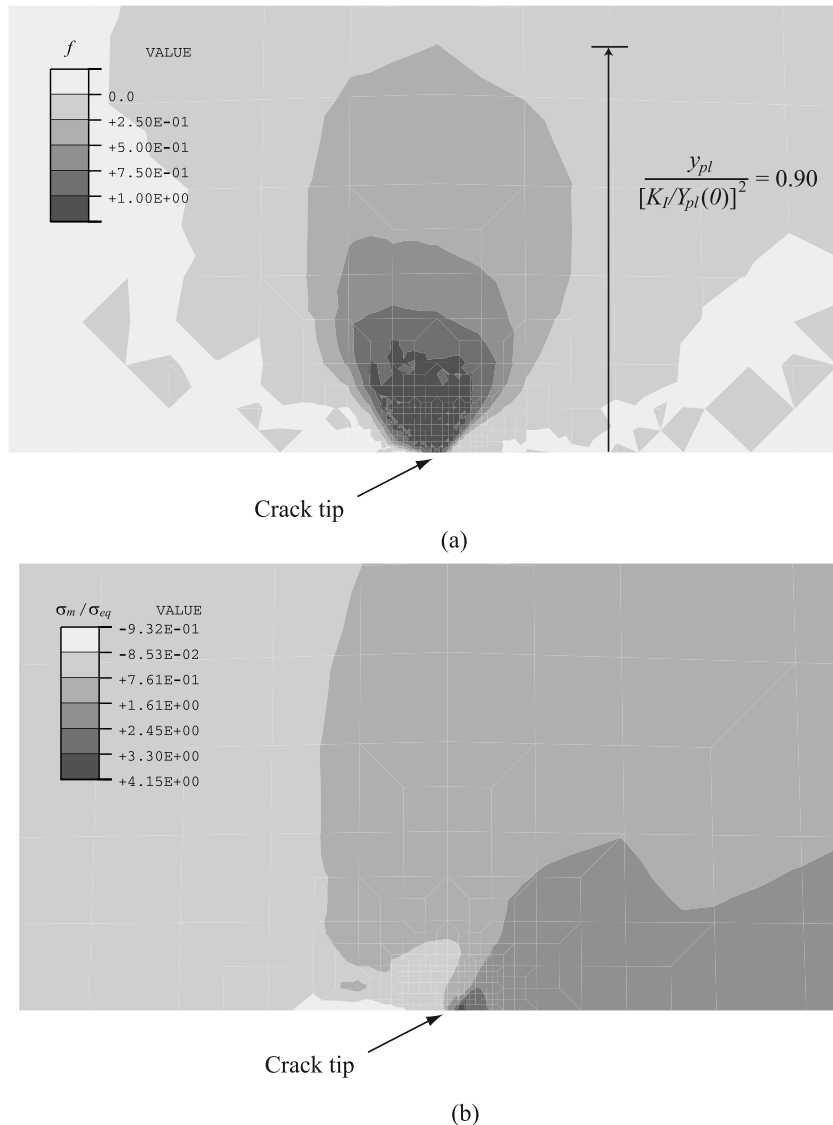 f VALUE
0.0
+2.50E-01
+5.00E-01
+7.50E-01
+1.00E+00
y_pl / [K_I/Y_pl(0)]^2 = 0.90
Crack tip
(a)
σ_m / σ_eq VALUE
-9.32E-01
-8.53E-02
+7.61E-01
+1.61E+00
+2.45E+00
+3.30E+00
+4.15E+00
Crack tip
(b)